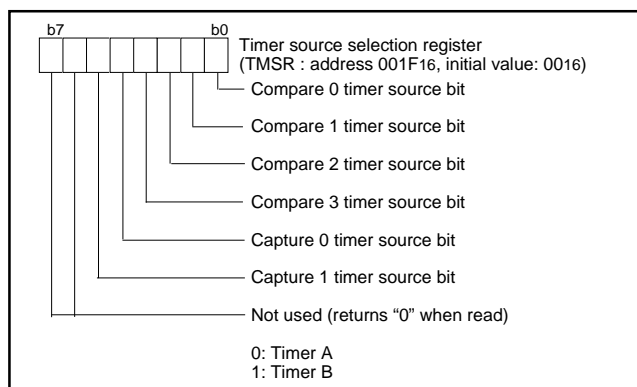 b7 b0
Timer source selection register
(TMSR : address 001F16, initial value: 0016)
Compare 0 timer source bit
Compare 1 timer source bit
Compare 2 timer source bit
Compare 3 timer source bit
Capture 0 timer source bit
Capture 1 timer source bit
Not used (returns “0” when read)
0: Timer A
1: Timer B